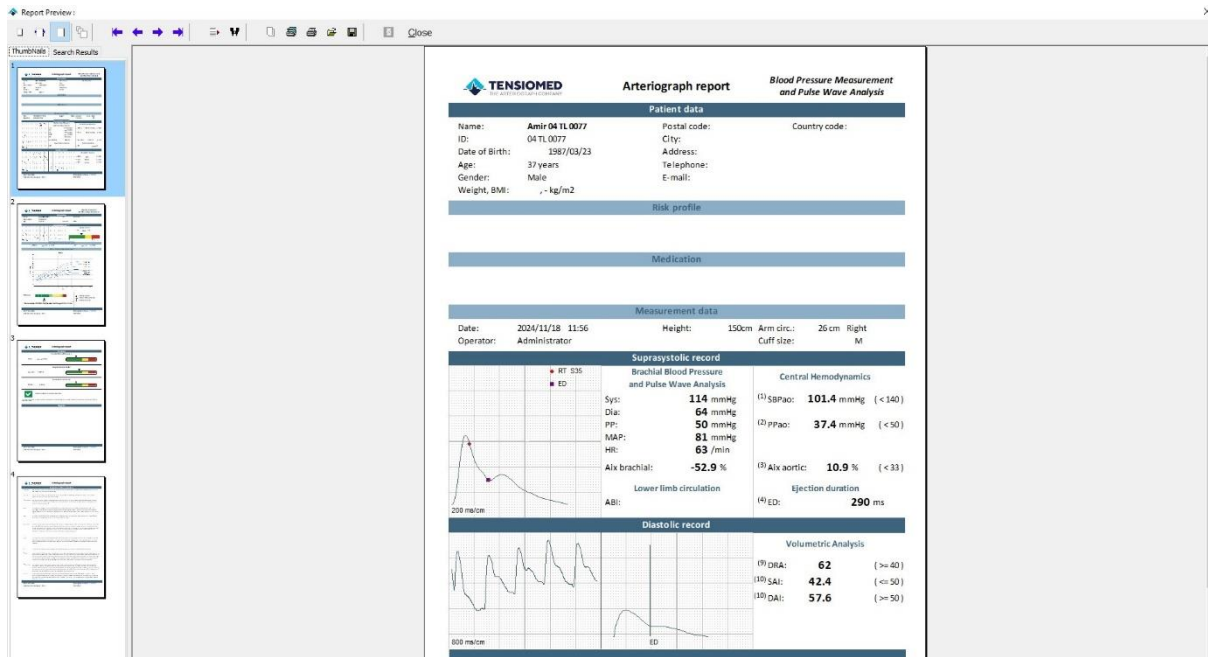 Report Preview:
Close
ThumbNails Search Results
1
2
3
4
TENSIOMED
THE ARTERIOGRAPH COMPANY
Arteriograph report
Blood Pressure Measurement
and Pulse Wave Analysis
Patient data
Name: Amir 04 TL 0077 Postal code: Country code:
ID: 04 TL 0077 City:
Date of Birth: 1987/03/23 Address:
Age: 37 years Telephone:
Gender: Male E-mail:
Weight, BMI: , - kg/m2
Risk profile
Medication
Measurement data
Date: 2024/11/18 11:56 Height: 150cm Arm circ.: 26 cm Right
Operator: Administrator Cuff size: M
Suprasystolic record
RT S35
ED
200 ms/cm
Brachial Blood Pressure
and Pulse Wave Analysis
Sys: 114 mmHg
Dia: 64 mmHg
PP: 50 mmHg
MAP: 81 mmHg
HR: 63 /min
Aix brachial: -52.9 %
Lower limb circulation
ABI:
Central Hemodynamics
(1) SBPao: 101.4 mmHg ( < 140 )
(2) PPao: 37.4 mmHg ( < 50 )
(3) Aix aortic: 10.9 % ( < 33 )
Ejection duration
(4) ED: 290 ms
Diastolic record
800 ms/cm
ED
Volumetric Analysis
(9) DRA: 62 ( >= 40 )
(10) SAI: 42.4 ( <= 50 )
(10) DAI: 57.6 ( >= 50 )